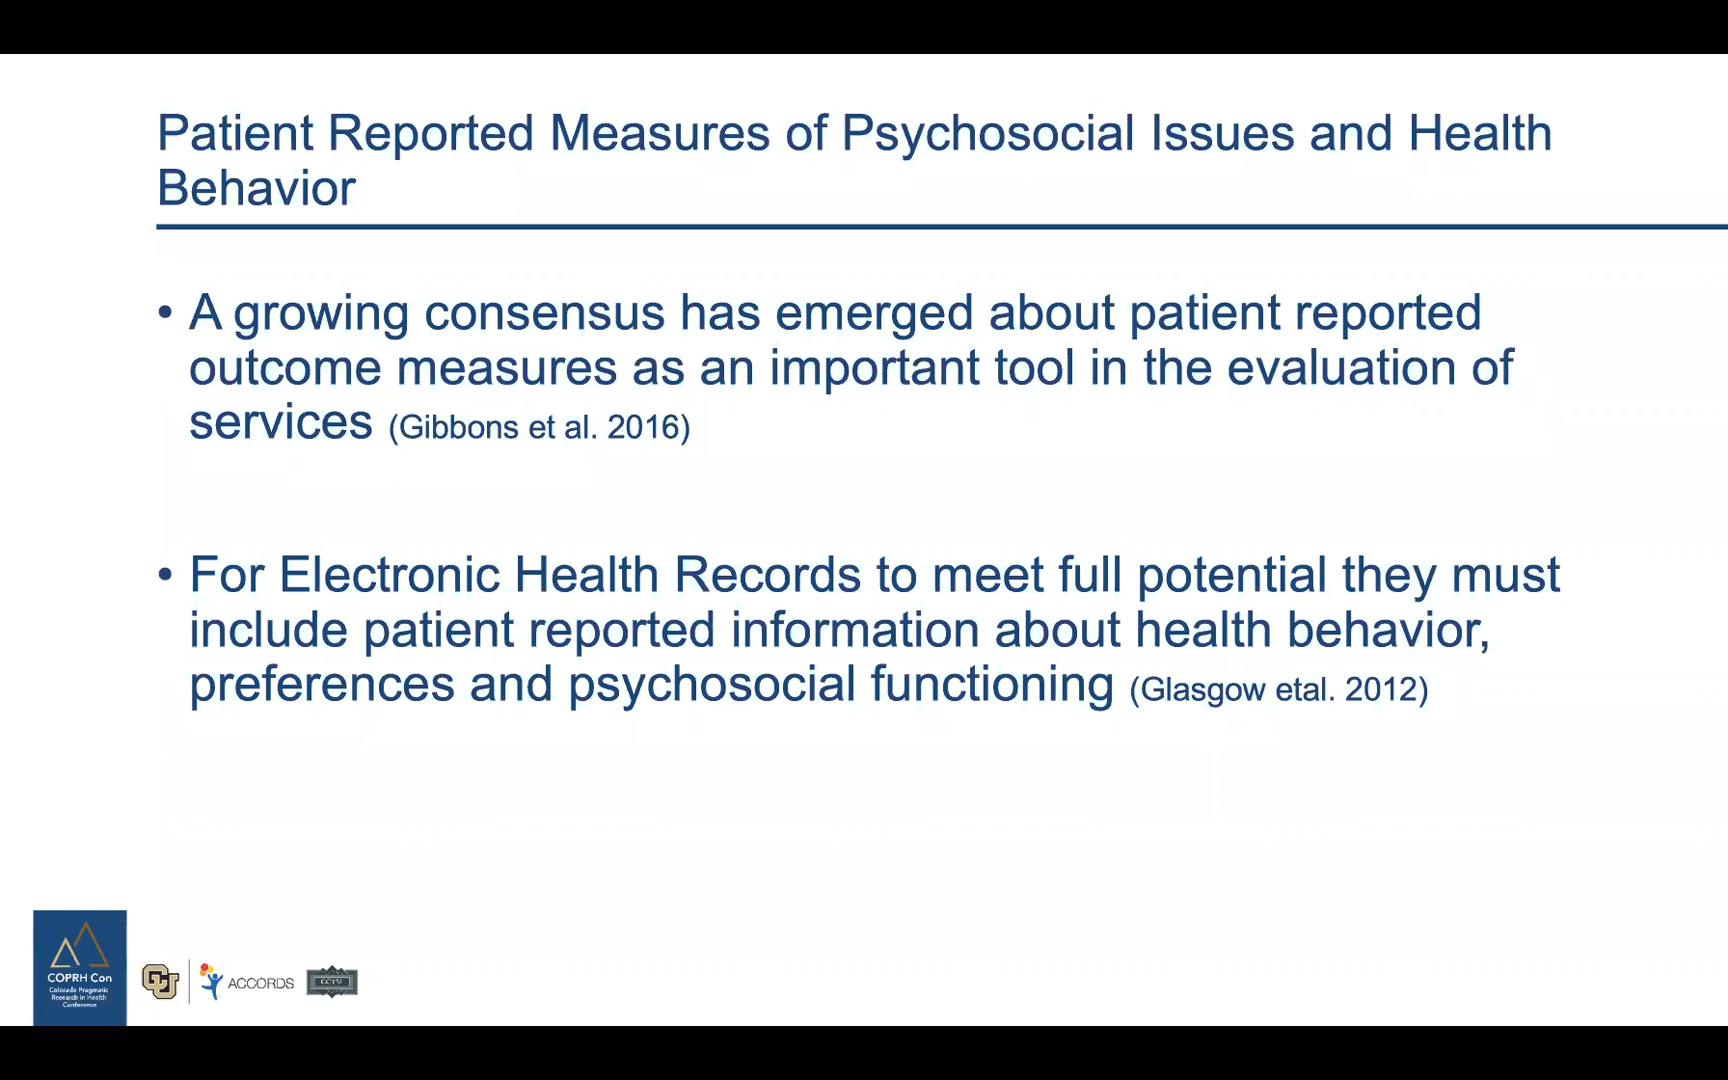 Patient Reported Measures of Psychosocial Issues and Health
Behavior
• A growing consensus has emerged about patient reported
outcome measures as an important tool in the evaluation of
services (Gibbons et al. 2016)
• For Electronic Health Records to meet full potential they must
include patient reported information about health behavior,
preferences and psychosocial functioning (Glasgow etal. 2012)
COPRH Con
Colorado Pragmatic
Research in Health
Conference
CU
ACCORDS
CCTSI